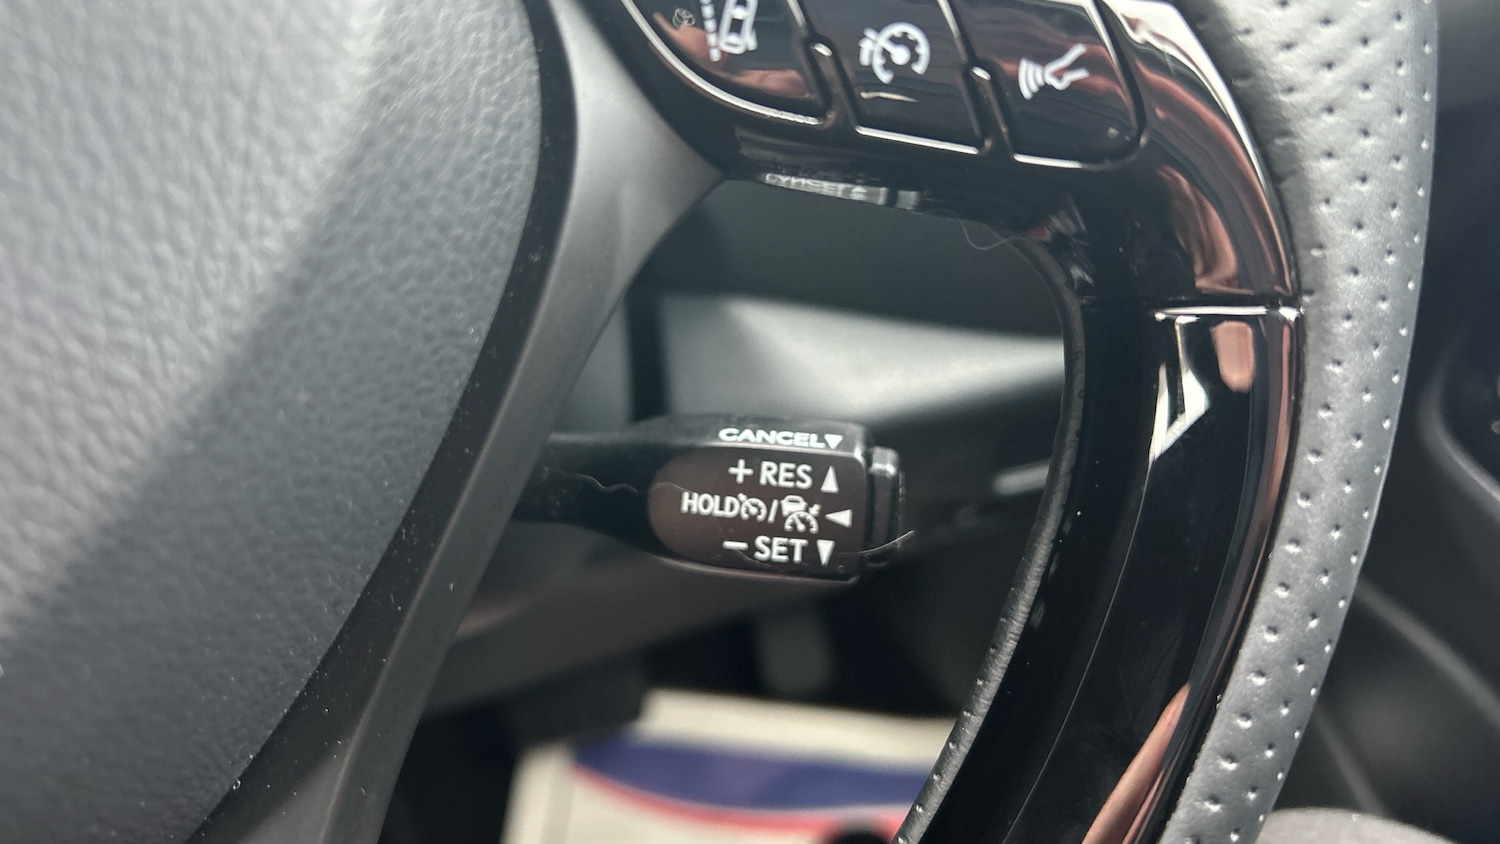 CANCEL▼
+ RES ▲
HOLD / ◄
– SET ▼